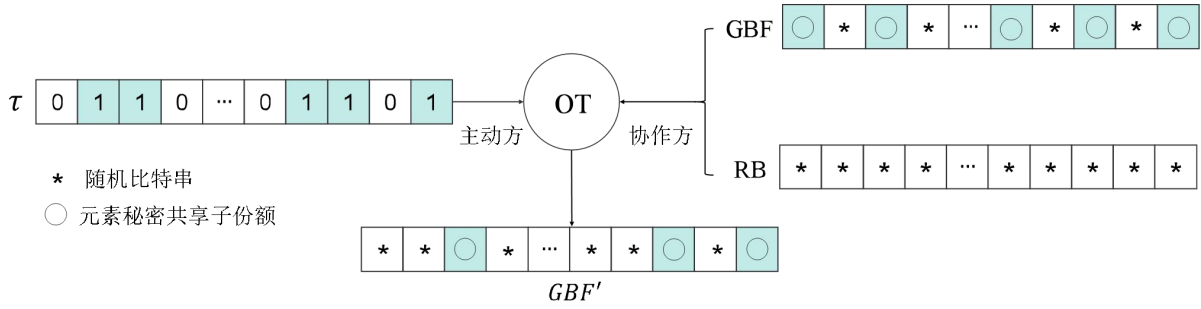 GBF * * ... * *
τ 0 1 1 0 ... 0 1 1 0 1
OT
主动方
协作方
RB * * * * ... * * * * *
* 随机比特串
元素秘密共享子份额
* * * ... * * *
GBF'